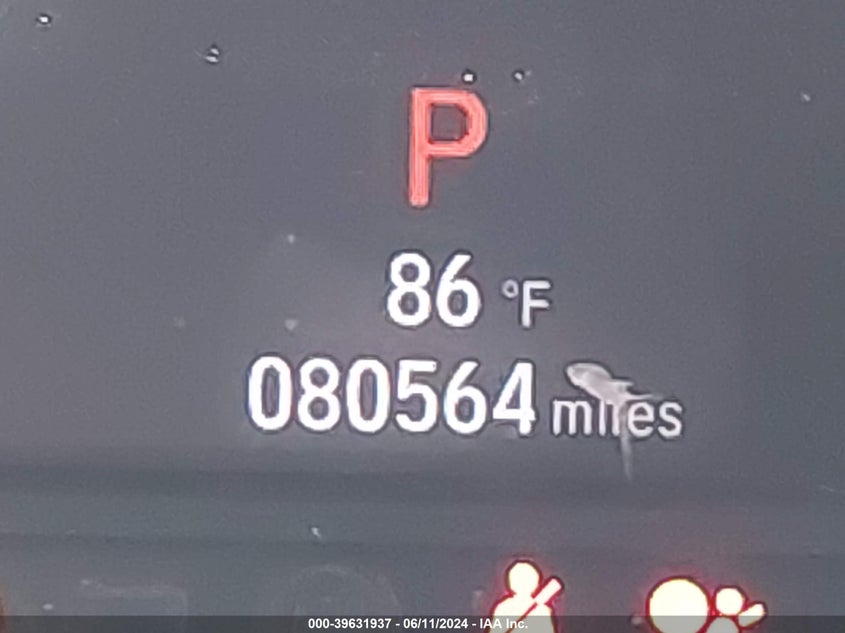 P
86 °F
080564 miles
000-39631937 - 06/11/2024 - IAA Inc.